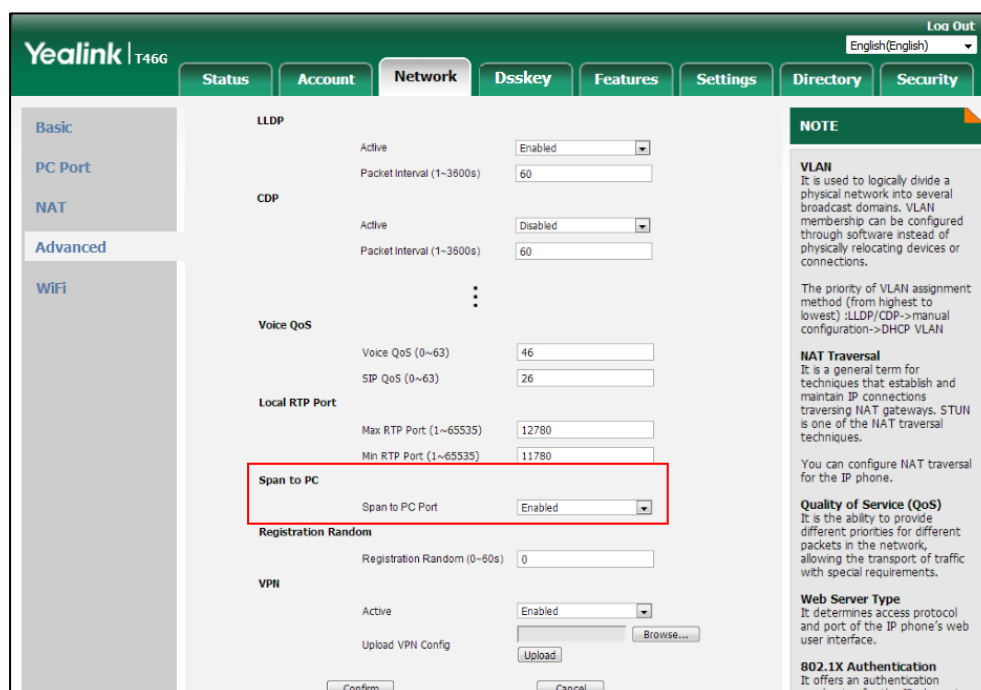 Log Out
Yealink | T46G
English(English)
Status
Account
Network
Dsskey
Features
Settings
Directory
Security
Basic
PC Port
NAT
Advanced
WiFi
LLDP
Active
Enabled
Packet Interval (1~3600s)
60
CDP
Active
Disabled
Packet Interval (1~3600s)
60
Voice QoS
Voice QoS (0~63)
46
SIP QoS (0~63)
26
Local RTP Port
Max RTP Port (1~65535)
12780
Min RTP Port (1~65535)
11780
Span to PC
Span to PC Port
Enabled
Registration Random
Registration Random (0~60s)
0
VPN
Active
Enabled
Upload VPN Config
Browse...
Upload
Confirm
Cancel
NOTE
VLAN
It is used to logically divide a
physical network into several
broadcast domains. VLAN
membership can be configured
through software instead of
physically relocating devices or
connections.
The priority of VLAN assignment
method (from highest to
lowest) :LLDP/CDP->manual
configuration->DHCP VLAN
NAT Traversal
It is a general term for
techniques that establish and
maintain IP connections
traversing NAT gateways. STUN
is one of the NAT traversal
techniques.
You can configure NAT traversal
for the IP phone.
Quality of Service (QoS)
It is the ability to provide
different priorities for different
packets in the network,
allowing the transport of traffic
with special requirements.
Web Server Type
It determines access protocol
and port of the IP phone's web
user interface.
802.1X Authentication
It offers an authentication